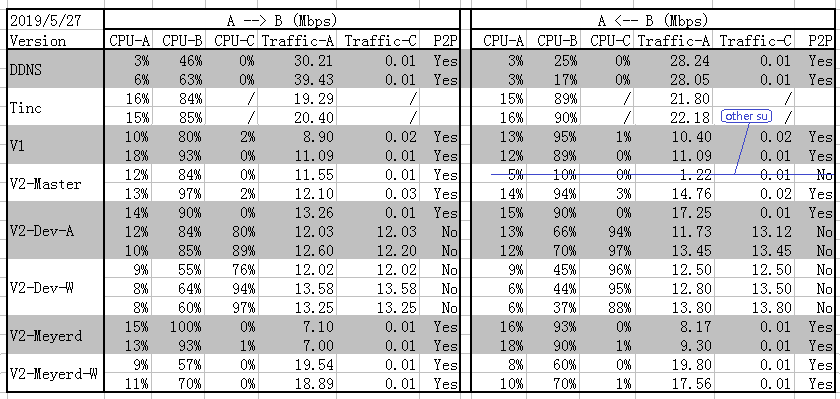 2019/5/27 A --> B (Mbps) A <-- B (Mbps)
Version CPU-A CPU-B CPU-C Traffic-A Traffic-C P2P CPU-A CPU-B CPU-C Traffic-A Traffic-C P2P
DDNS 3% 46% 0% 30.21 0.01 Yes 3% 25% 0% 28.24 0.01 Yes
6% 63% 0% 39.43 0.01 Yes 3% 17% 0% 28.05 0.01 Yes
Tinc 16% 84% / 19.29 / 15% 89% / 21.80 /
15% 85% / 20.40 / 16% 90% / 22.18 /
other su
V1 10% 80% 2% 8.90 0.02 Yes 13% 95% 1% 10.40 0.02 Yes
18% 93% 0% 11.09 0.01 Yes 12% 89% 0% 11.09 0.01 Yes
V2-Master 12% 84% 0% 11.55 0.01 Yes 5% 10% 0% 1.22 0.01 No
13% 97% 2% 12.10 0.03 Yes 14% 94% 3% 14.76 0.02 Yes
V2-Dev-A 14% 90% 0% 13.26 0.01 Yes 15% 90% 0% 17.25 0.01 Yes
12% 84% 80% 12.03 12.03 No 13% 66% 94% 11.73 13.12 No
10% 85% 89% 12.60 12.20 No 12% 70% 97% 13.45 13.45 No
V2-Dev-W 9% 55% 76% 12.02 12.02 No 9% 45% 96% 12.50 12.50 No
8% 64% 94% 13.58 13.58 No 6% 44% 95% 12.80 13.50 No
8% 60% 97% 13.25 13.25 No 6% 37% 88% 13.80 13.80 No
V2-Meyerd 15% 100% 0% 7.10 0.01 Yes 16% 93% 0% 8.17 0.01 Yes
13% 93% 1% 7.00 0.01 Yes 18% 90% 1% 9.30 0.01 Yes
V2-Meyerd-W 9% 57% 0% 19.54 0.01 Yes 8% 60% 0% 19.80 0.01 Yes
11% 70% 0% 18.89 0.01 Yes 10% 70% 1% 17.56 0.01 Yes